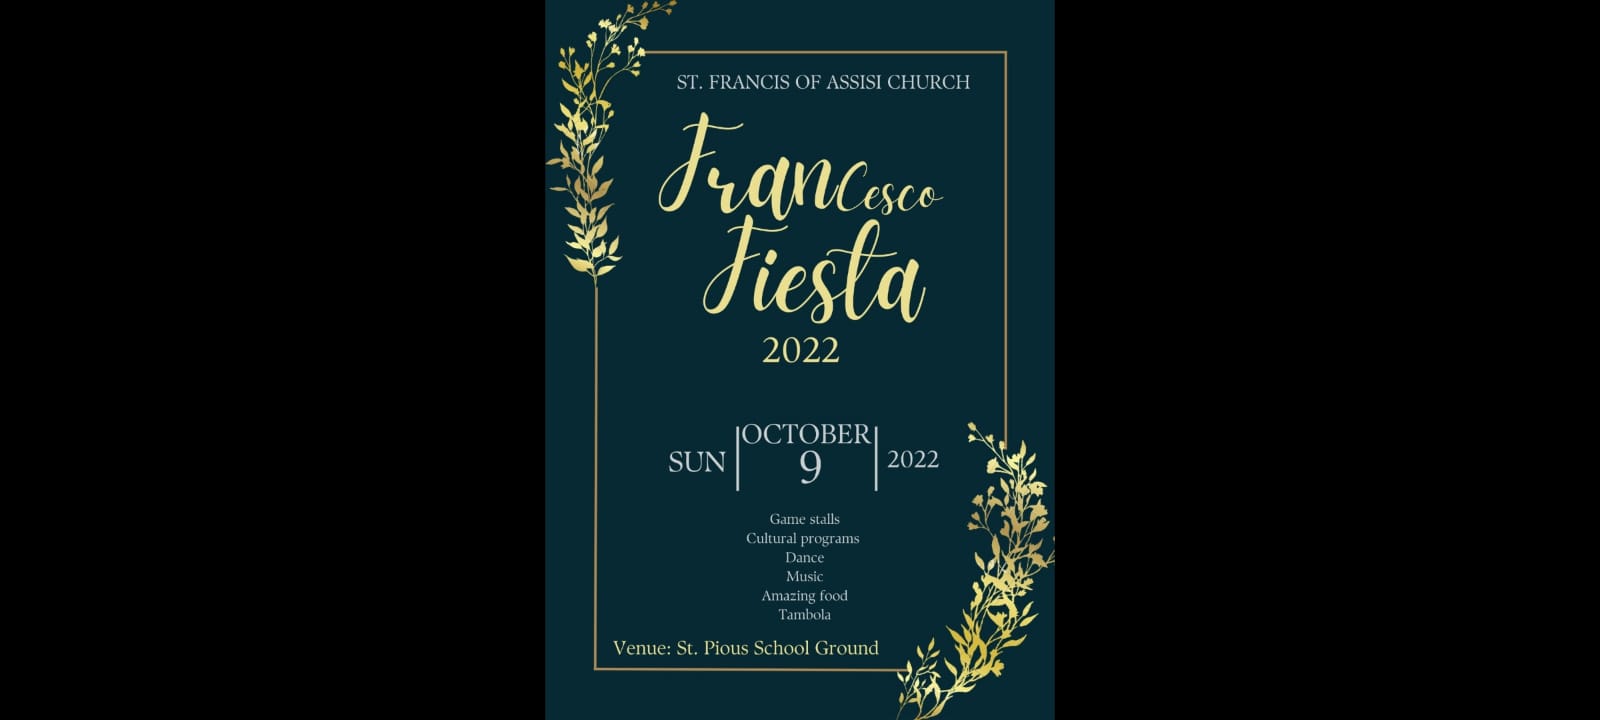 ST. FRANCIS OF ASSISI CHURCH
FranCesco
Fiesta
2022
SUN
OCTOBER
9
2022
Game stalls
Cultural programs
Dance
Music
Amazing food
Tambola
Venue: St. Pious School Ground